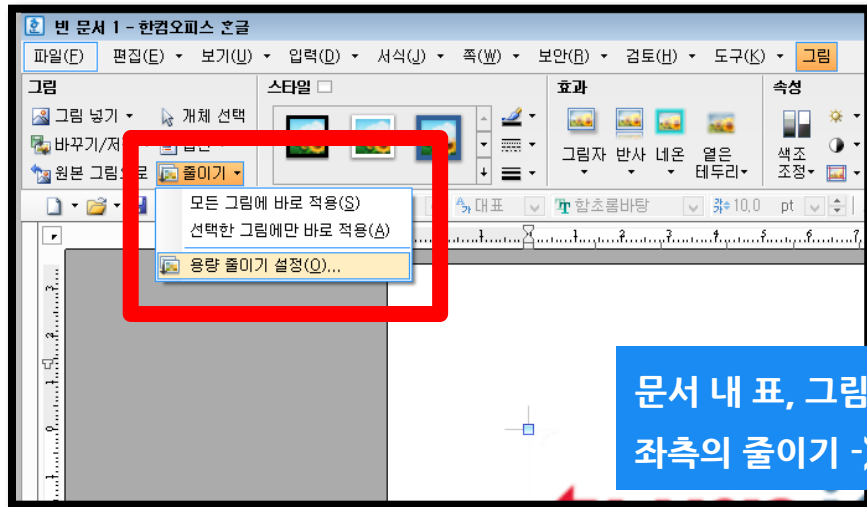 빈 문서 1 - 한컴오피스 한글
파일(F) 편집(E) 보기(U) 입력(D) 서식(J) 쪽(W) 보안(R) 검토(H) 도구(K) 그림
그림 스타일 효과 속성
그림 넣기 개체 선택
바꾸기/저
그림자 반사 네온 옅은 테두리 색조 조정
원본 그림으로 줄이기
모든 그림에 바로 적용(S)
대표 함초롬바탕 10,0 pt
선택한 그림에만 바로 적용(A)
용량 줄이기 설정(O)...
문서 내 표, 그림
좌측의 줄이기 -